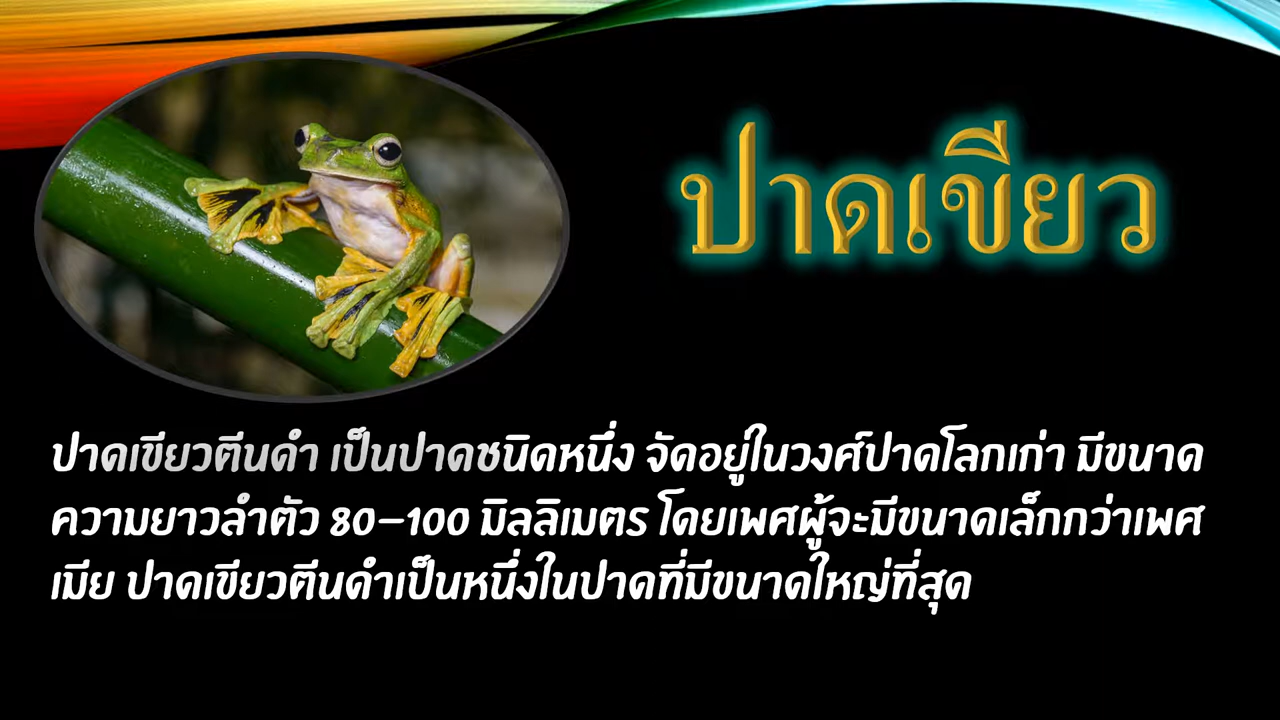 ปาดเขียว
ปาดเขียวตีนดำ เป็นปาดชนิดหนึ่ง จัดอยู่ในวงศ์ปาดโลกเก่า มีขนาด
ความยาวลำตัว 80–100 มิลลิเมตร โดยเพศผู้จะมีขนาดเล็กกว่าเพศ
เมีย ปาดเขียวตีนดำเป็นหนึ่งในปาดที่มีขนาดใหญ่ที่สุด